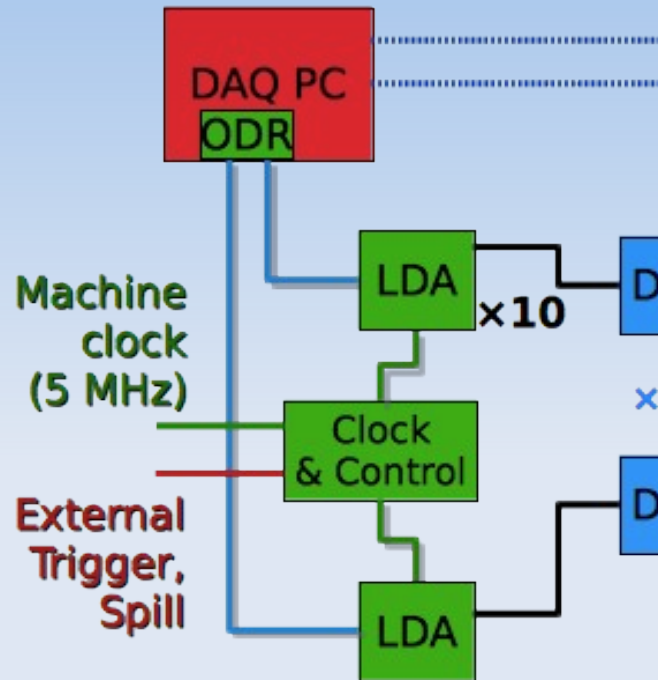 DAQ PC
ODR
LDA
×10
D
Machine
clock
(5 MHz)
×
Clock
& Control
D
External
Trigger,
Spill
LDA